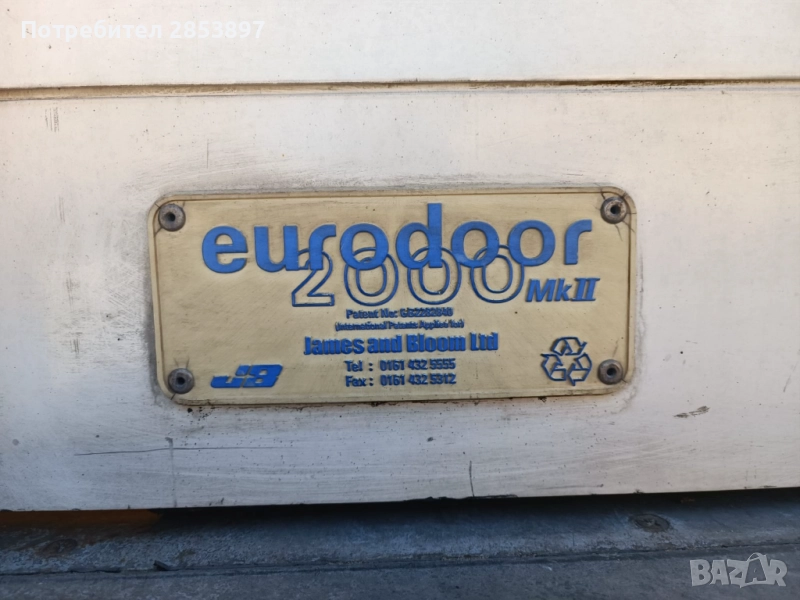 Потребител 2853897
eurodoor
2000 MkII
Patent No: GB2262840
(International Patents Applied for)
James and Bloom Ltd
Tel : 0161 432 5555
Fax : 0161 432 5312
JB
BAZAR